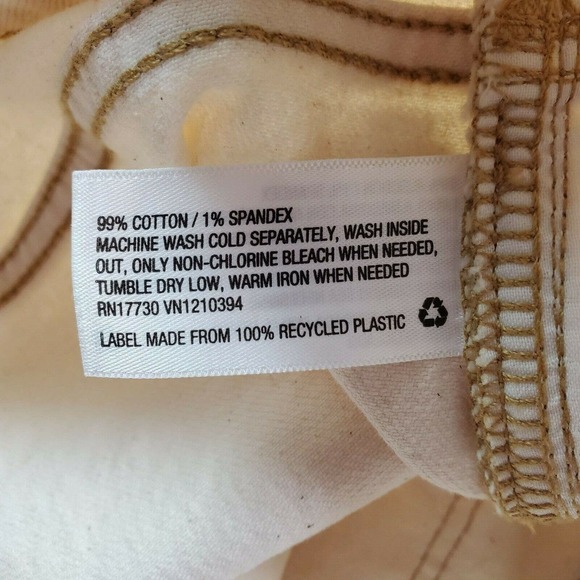 99% COTTON / 1% SPANDEX
MACHINE WASH COLD SEPARATELY, WASH INSIDE
OUT, ONLY NON-CHLORINE BLEACH WHEN NEEDED,
TUMBLE DRY LOW, WARM IRON WHEN NEEDED
RN17730 VN1210394
LABEL MADE FROM 100% RECYCLED PLASTIC